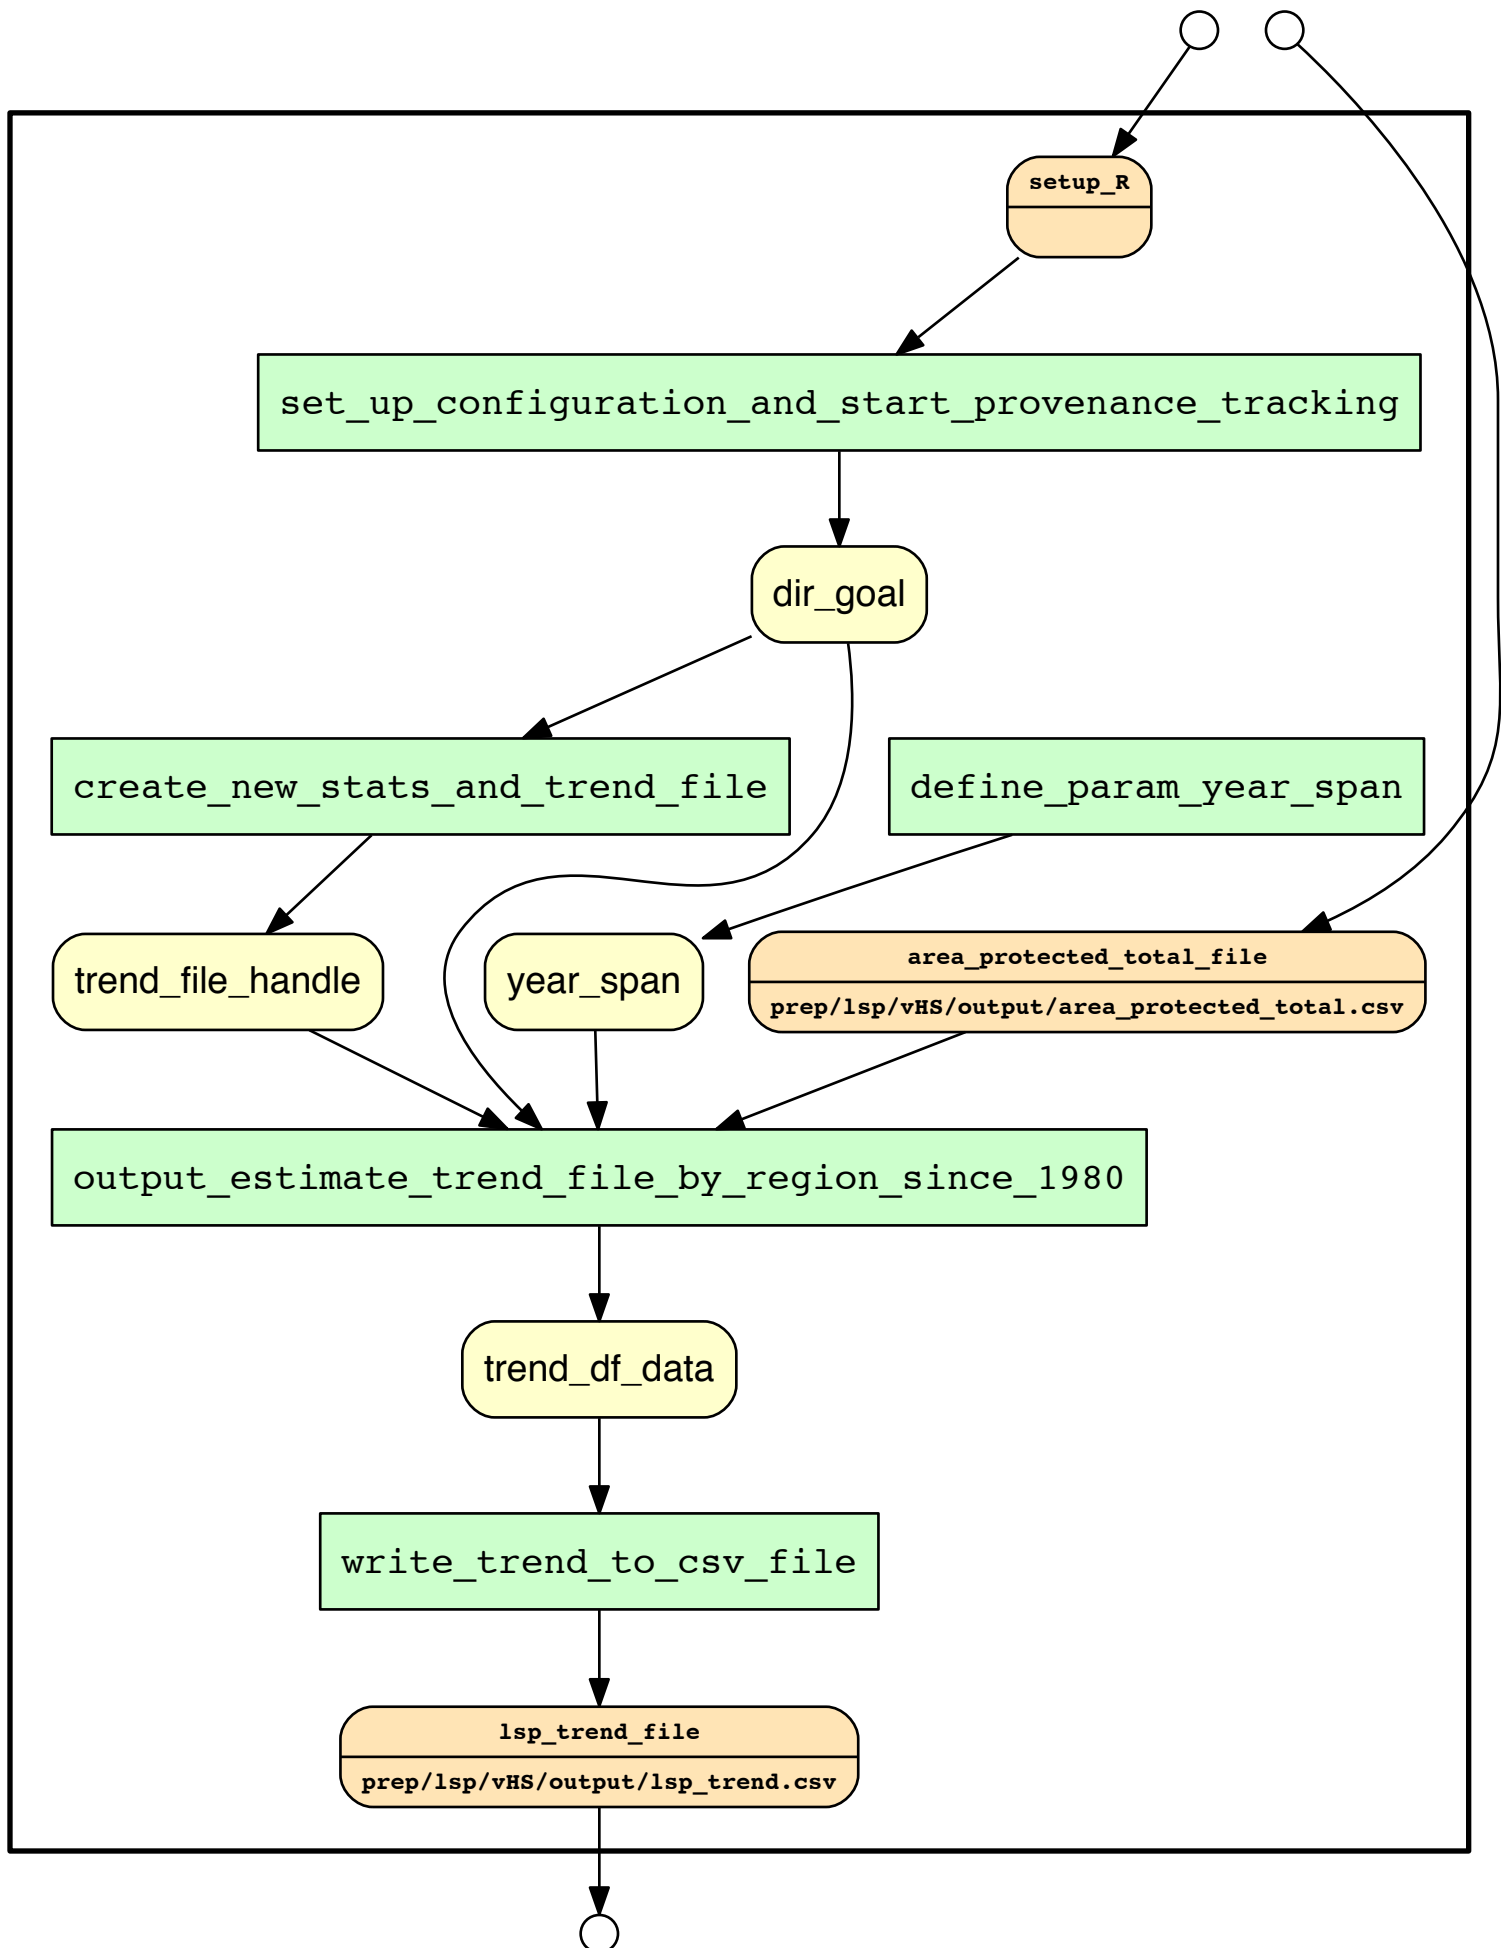 setup_R
set_up_configuration_and_start_provenance_tracking
dir_goal
create_new_stats_and_trend_file
define_param_year_span
trend_file_handle
year_span
area_protected_total_file
prep/lsp/vHS/output/area_protected_total.csv
output_estimate_trend_file_by_region_since_1980
trend_df_data
write_trend_to_csv_file
lsp_trend_file
prep/lsp/vHS/output/lsp_trend.csv